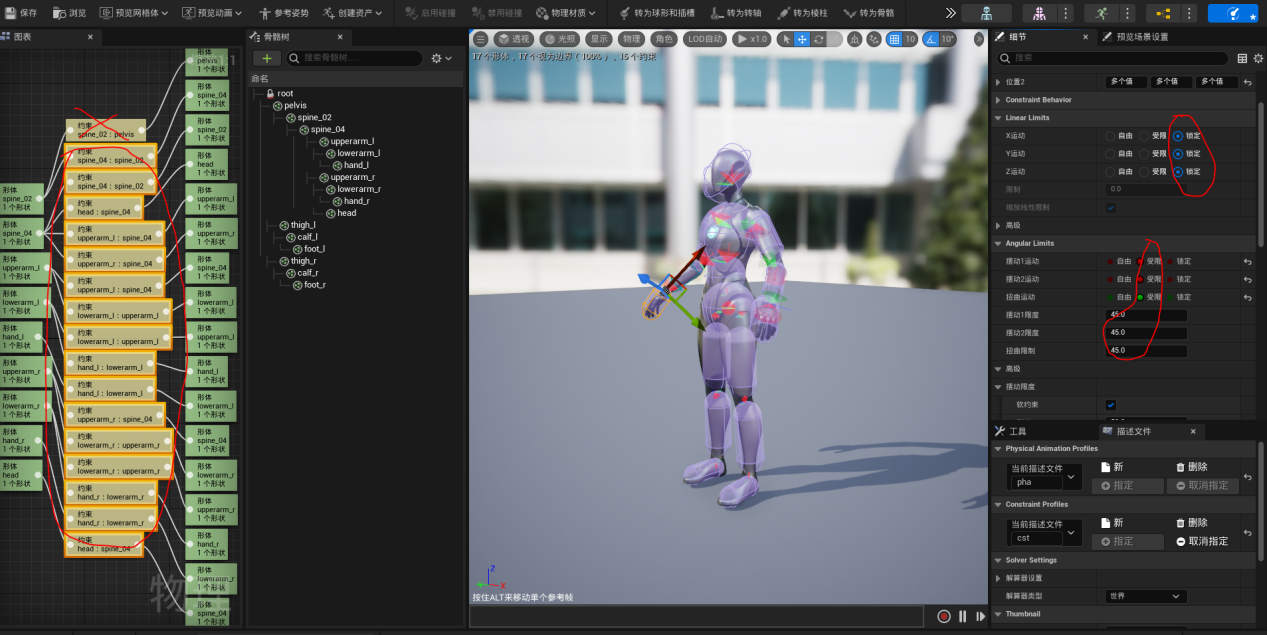 保存
浏览
预览网格体
预览动画
参考姿势
创建资产
启用碰撞
禁用碰撞
物理材质
转为球形和插槽
转为转轴
转为棱柱
转为骨骼
图表
形体
pelvis
1 个形状
形体
spine_04
1 个形状
形体
spine_02
1 个形状
形体
head
1 个形状
形体
upperarm_l
1 个形状
形体
upperarm_r
1 个形状
形体
spine_04
1 个形状
形体
lowerarm_l
1 个形状
形体
upperarm_l
1 个形状
形体
hand_l
1 个形状
形体
lowerarm_l
1 个形状
形体
spine_04
1 个形状
形体
lowerarm_r
1 个形状
形体
upperarm_r
1 个形状
形体
hand_r
1 个形状
形体
lowerarm_r
1 个形状
形体
spine_04
1 个形状
约束
spine_02 : pelvis
约束
spine_04 : spine_02
约束
spine_04 : spine_02
约束
head : spine_04
约束
upperarm_l : spine_04
约束
upperarm_r : spine_04
约束
upperarm_l : spine_04
约束
lowerarm_l : upperarm_l
约束
lowerarm_l : upperarm_l
约束
hand_l : lowerarm_l
约束
hand_l : lowerarm_l
约束
upperarm_r : spine_04
约束
lowerarm_r : upperarm_r
约束
lowerarm_r : upperarm_r
约束
hand_r : lowerarm_r
约束
hand_r : lowerarm_r
约束
head : spine_04
形体
spine_02
1 个形状
形体
spine_04
1 个形状
形体
upperarm_l
1 个形状
形体
lowerarm_l
1 个形状
形体
hand_l
1 个形状
形体
upperarm_r
1 个形状
形体
lowerarm_r
1 个形状
形体
hand_r
1 个形状
形体
head
1 个形状
骨骼树
搜索骨骼树....
命名
root
pelvis
spine_02
spine_04
upperarm_l
lowerarm_l
hand_l
upperarm_r
lowerarm_r
hand_r
head
thigh_l
calf_l
foot_l
thigh_r
calf_r
foot_r
透视
光照
显示
物理
角色
LOD自动
x1.0
10
10°
Z
X
按住ALT来移动单个参考帧
细节
预览场景设置
搜索
位置2 多个值 多个值 多个值
Constraint Behavior
Linear Limits
X运动 自由 受限 锁定
Y运动 自由 受限 锁定
Z运动 自由 受限 锁定
限制 0.0
缩放线性限制
高级
Angular Limits
摆动1运动 自由 受限 锁定
摆动2运动 自由 受限 锁定
扭曲运动 自由 受限 锁定
摆动1限度 45.0
摆动2限度 45.0
扭曲限制 45.0
高级
摆动限度
软约束
工具
描述文件
Physical Animation Profiles
当前描述文件
pha
新 删除
指定 取消指定
Constraint Profiles
当前描述文件
cst
新 删除
指定 取消指定
Solver Settings
解算器设置
解算器类型 世界
Thumbnail